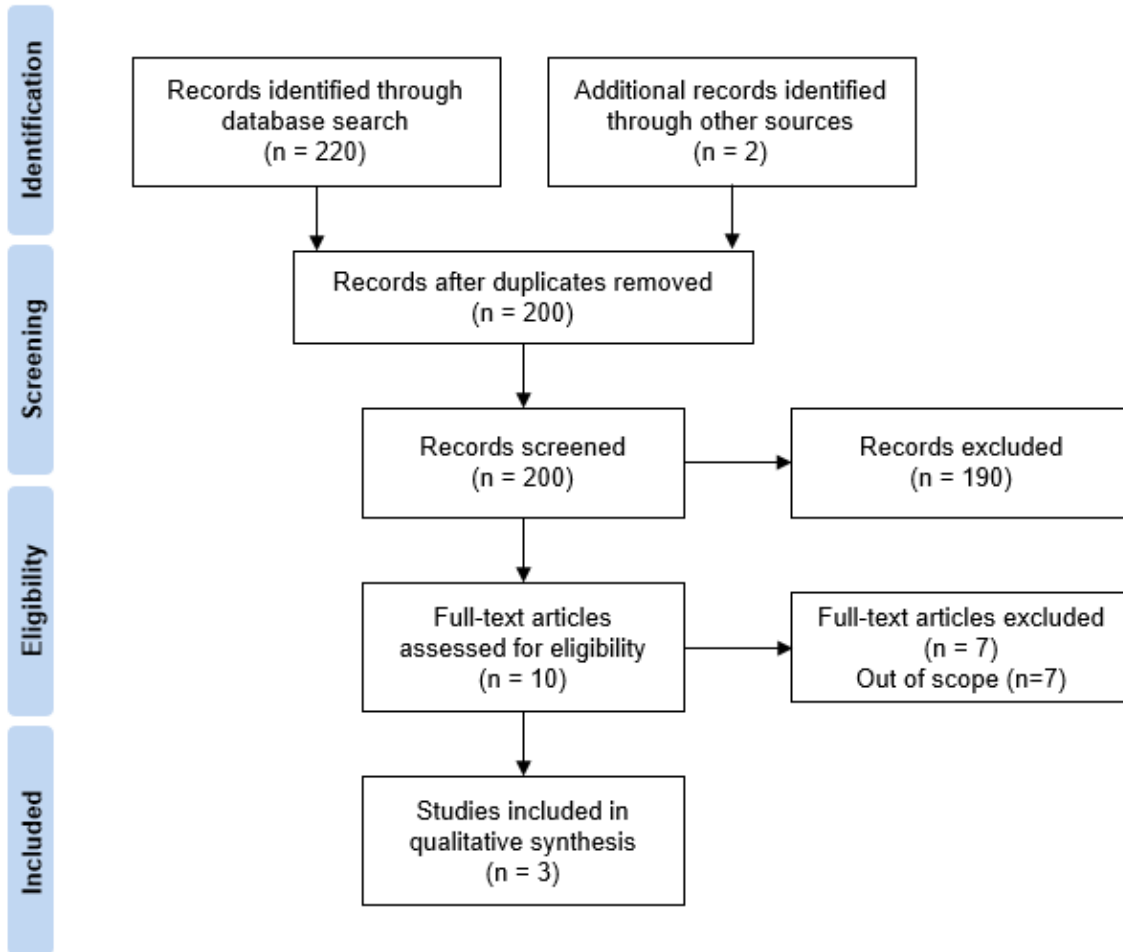 Identification
Records identified through
database search
(n = 220)
Additional records identified
through other sources
(n = 2)
Screening
Records after duplicates removed
(n = 200)
Records screened
(n = 200)
Records excluded
(n = 190)
Eligibility
Full-text articles
assessed for eligibility
(n = 10)
Full-text articles excluded
(n = 7)
Out of scope (n=7)
Included
Studies included in
qualitative synthesis
(n = 3)